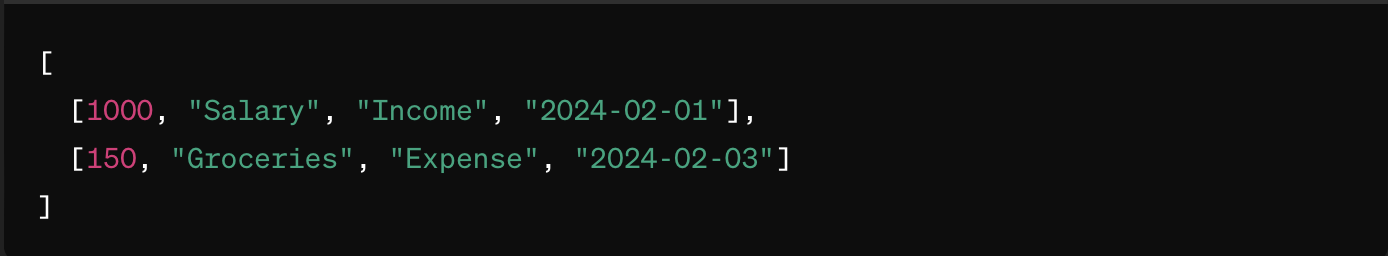 [
[1000, "Salary", "Income", "2024-02-01"],
[150, "Groceries", "Expense", "2024-02-03"]
]